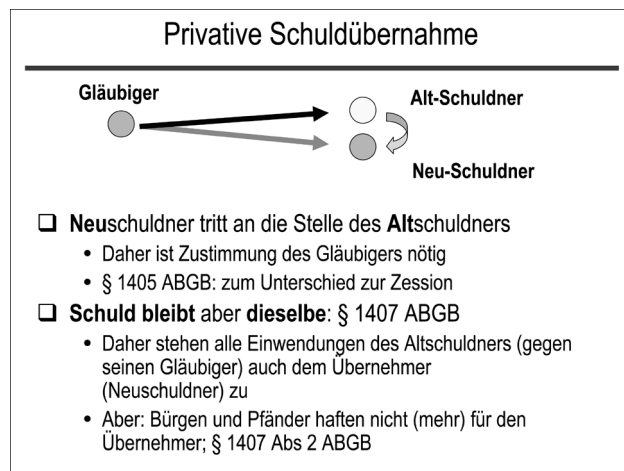 Privative Schuldübernahme
Gläubiger
Alt-Schuldner
Neu-Schuldner
❑ Neuschuldner tritt an die Stelle des Altschuldners
• Daher ist Zustimmung des Gläubigers nötig
• § 1405 ABGB: zum Unterschied zur Zession
❑ Schuld bleibt aber dieselbe: § 1407 ABGB
• Daher stehen alle Einwendungen des Altschuldners (gegen
seinen Gläubiger) auch dem Übernehmer
(Neuschuldner) zu
• Aber: Bürgen und Pfänder haften nicht (mehr) für den
Übernehmer; § 1407 Abs 2 ABGB